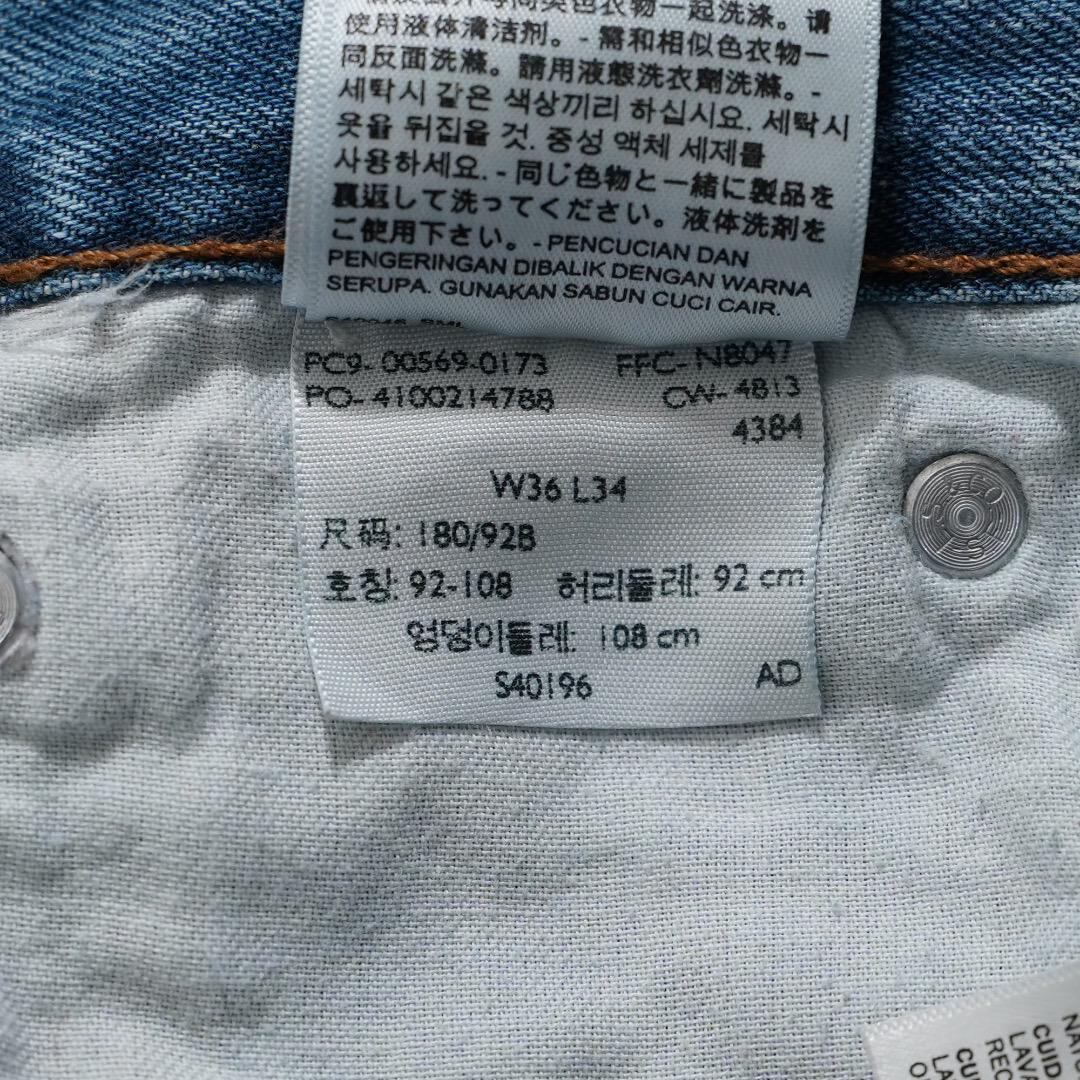 使用液体清洁剂。- 需和相似色衣物一
同反面洗滌。請用液態洗衣劑洗滌。-
세탁시 같은 색상끼리 하십시요. 세탁시
옷을 뒤집을 것. 중성 액체 세제를
사용하세요. - 同じ色物と一緒に製品を
裏返して洗ってください。液体洗剤を
ご使用下さい。- PENCUCIAN DAN
PENGERINGAN DIBALIK DENGAN WARNA
SERUPA. GUNAKAN SABUN CUCI CAIR.
PC9- 00569-0173 FFC- N8047
PO- 4100214788 CW- 4813
4384
W36 L34
尺码: 180/92B
호칭: 92-108 허리둘레: 92 cm
엉덩이둘레: 108 cm
S40196 AD
CUID
LAVA
REC
CU
LA